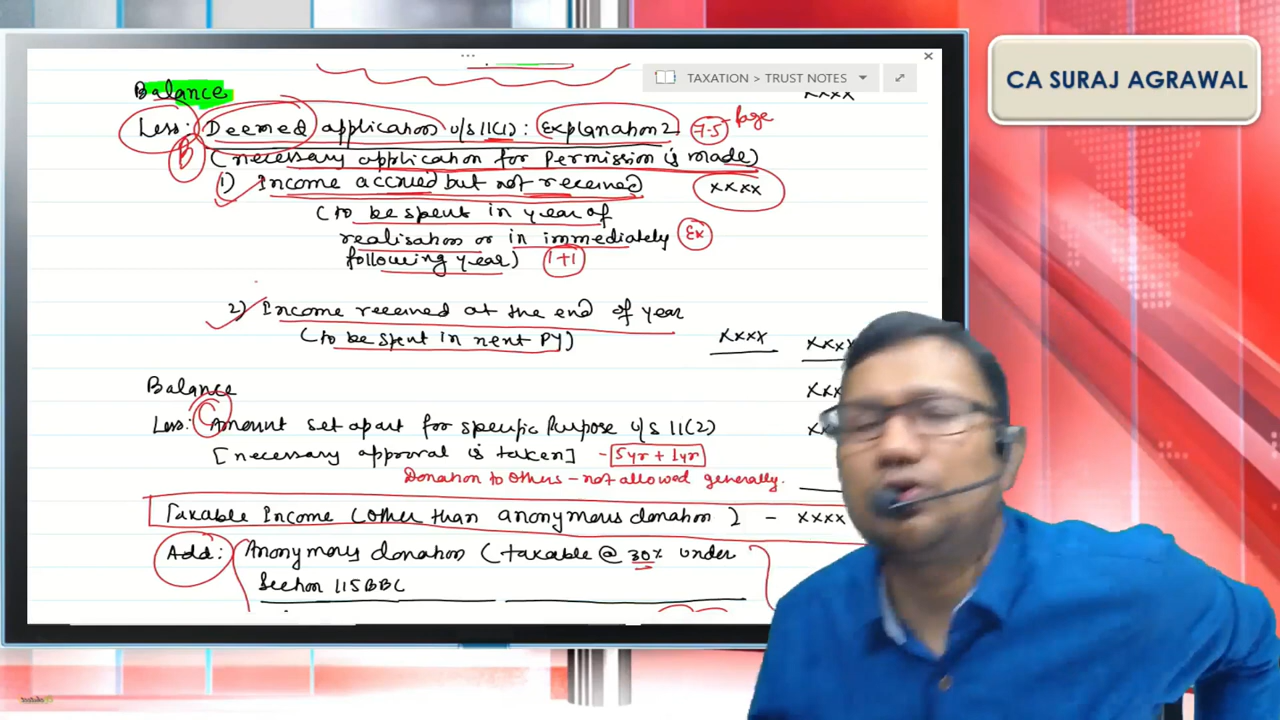 CA SURAJ AGRAWAL
TAXATION > TRUST NOTES
Balance xxxx
Less: Deemed application u/s 11(1): Explanation 2 7.5 Page
B (necessary application for Permission is made)
1) Income accrued but not received xxxx
(to be spent in year of
realisation or in immediately Ex
following year) 1+1
2) Income received at the end of year
(to be spent in next PY) xxxx xxxx
Balance xx
C
Less: Amount set apart for specific Purpose u/s 11(2) xx
[necessary approval is taken] - 5yr + 1yr
Donation to others - not allowed generally.
Taxable Income (other than anonymous donation) - xxxx
Add: Anonymous donation (taxable @ 30% under
Section 115BBC